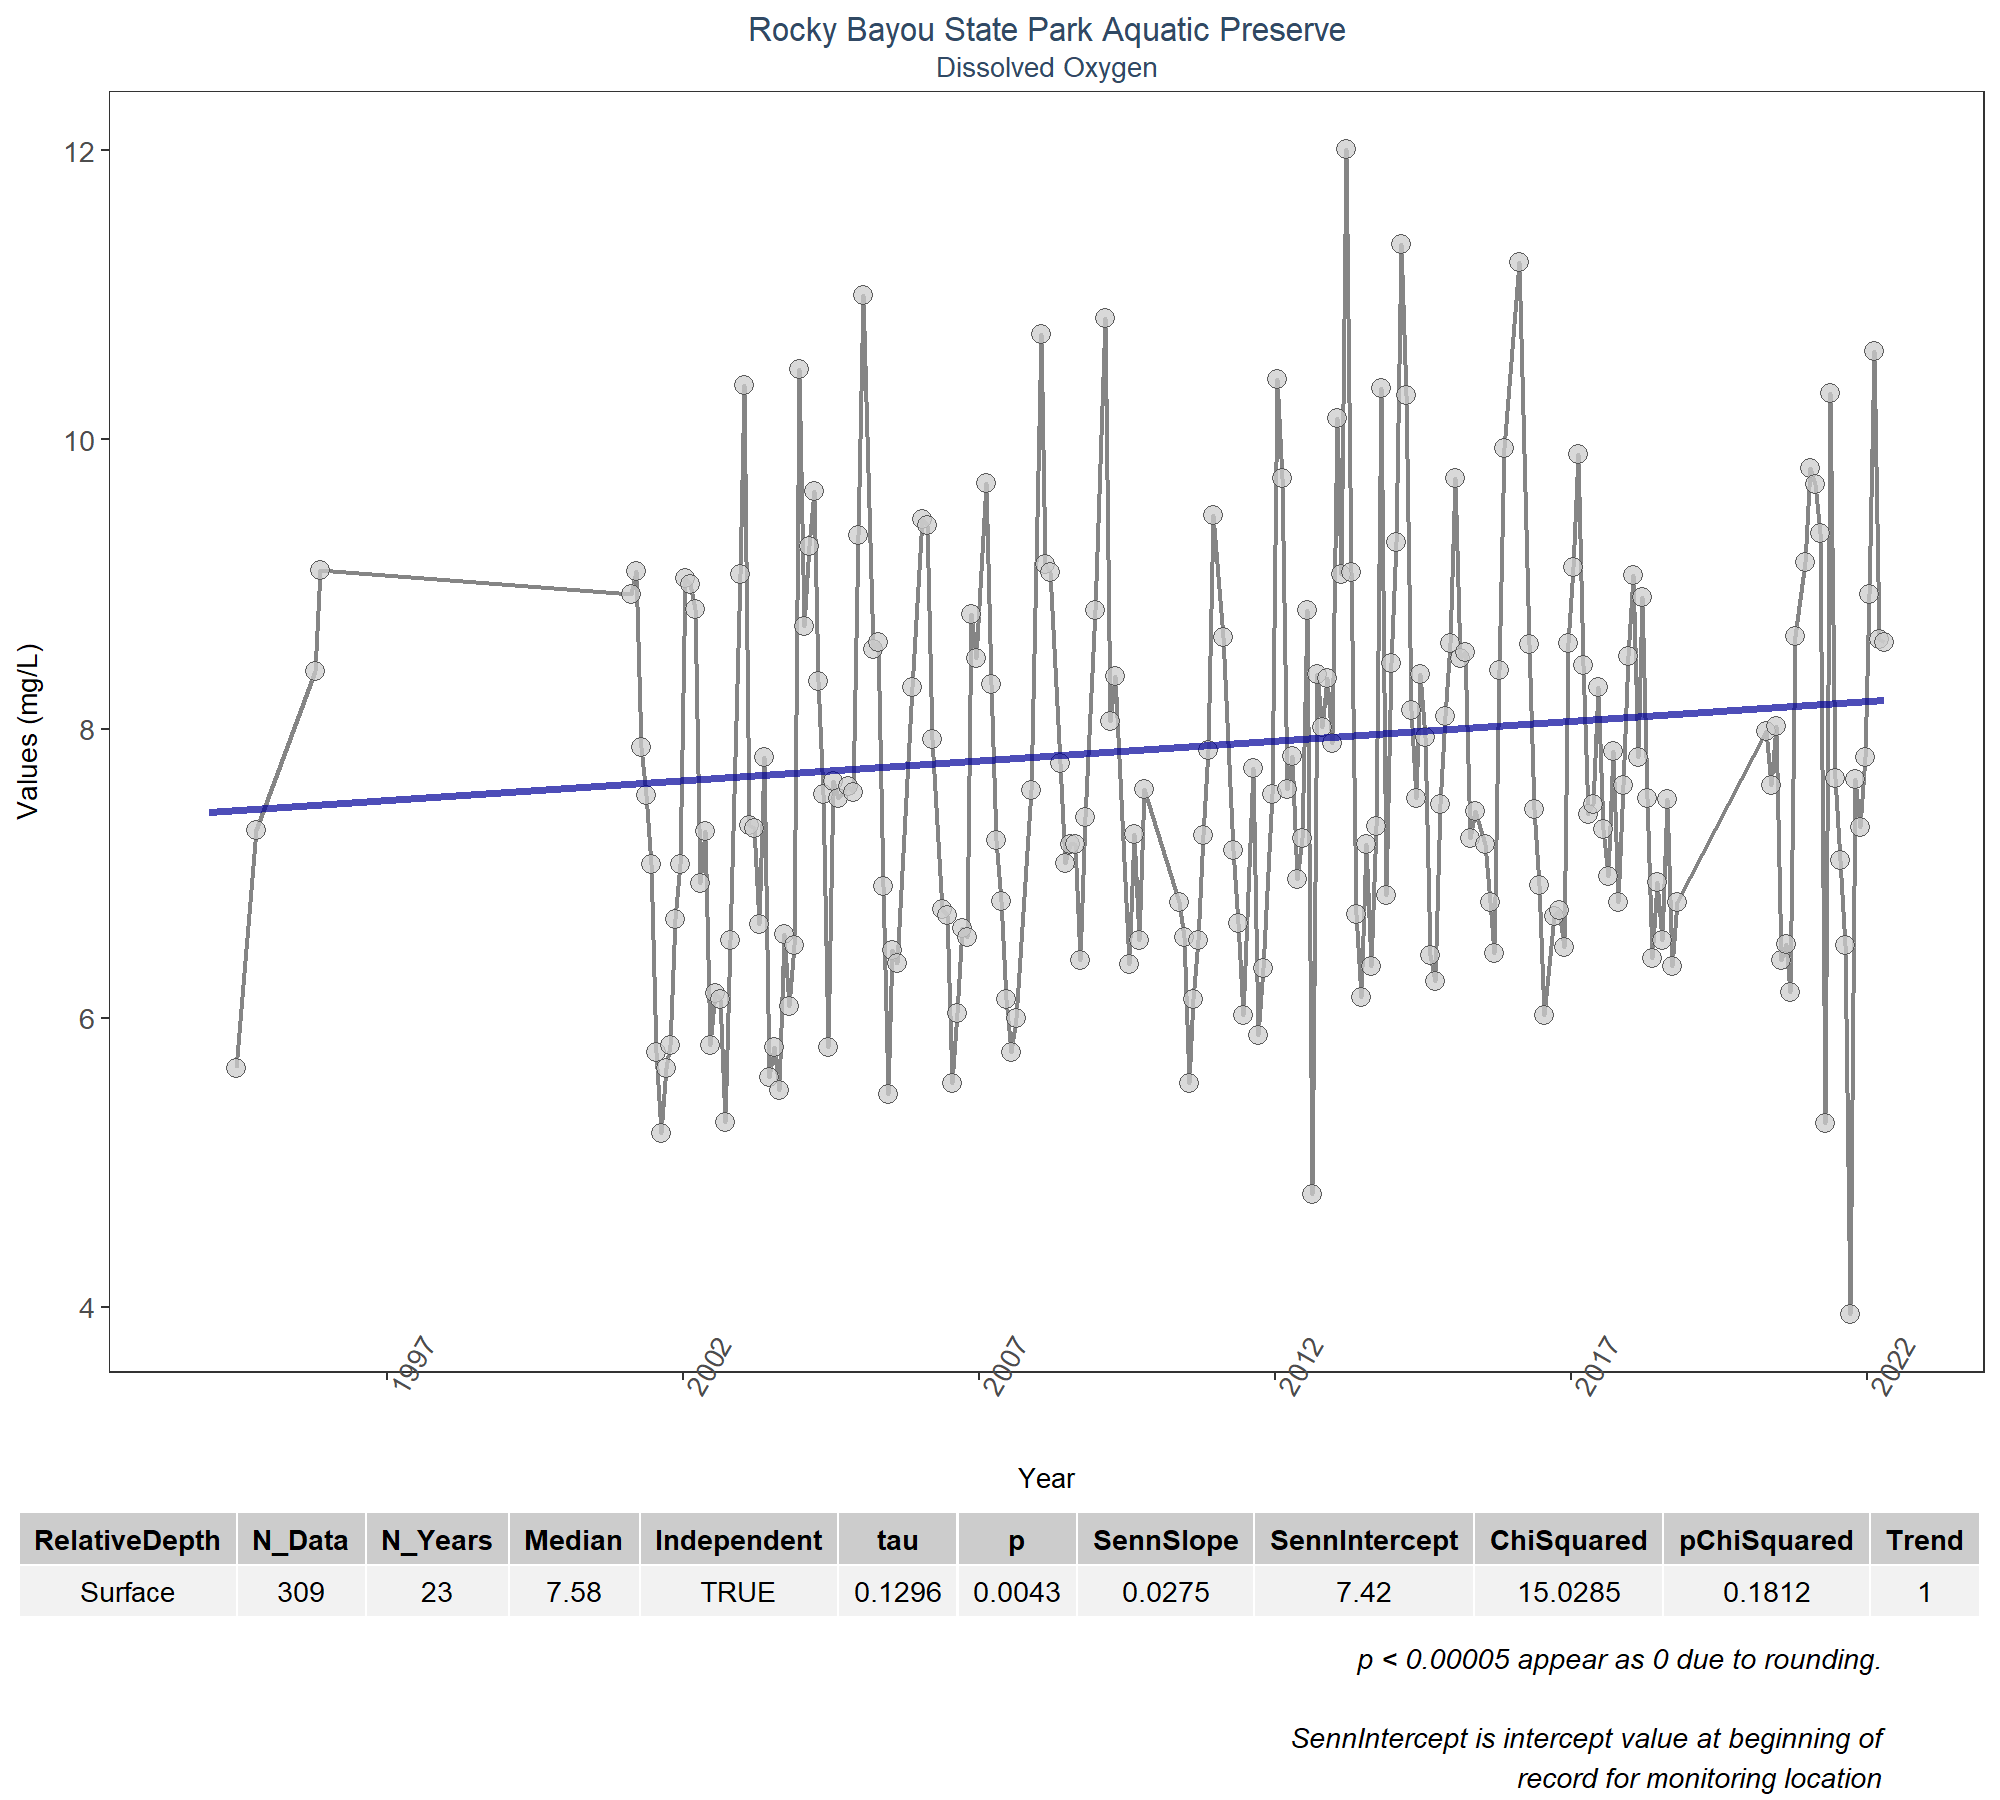 Rocky Bayou State Park Aquatic Preserve
Dissolved Oxygen
12
10
8
6
4
Values (mg/L)
1997
2002
2007
2012
2017
2022
Year
RelativeDepth N_Data N_Years Median Independent tau p SennSlope SennIntercept ChiSquared pChiSquared Trend
Surface 309 23 7.58 TRUE 0.1296 0.0043 0.0275 7.42 15.0285 0.1812 1
p < 0.00005 appear as 0 due to rounding.
SennIntercept is intercept value at beginning of
record for monitoring location